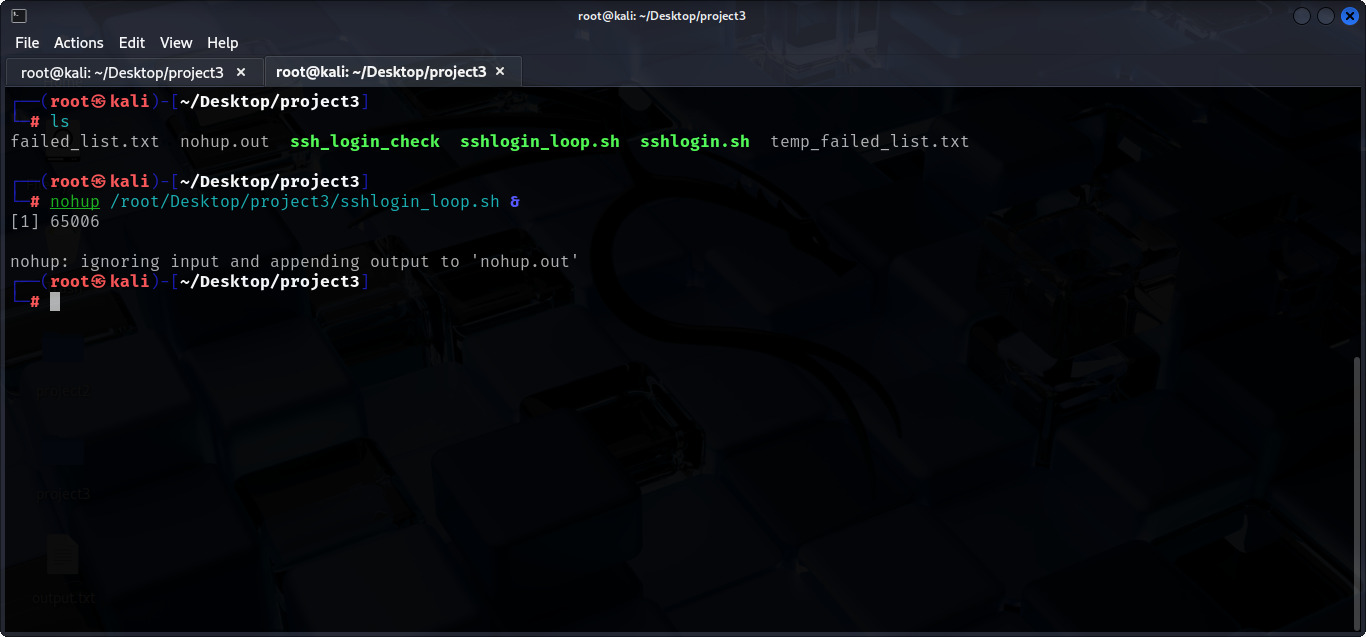 root@kali: ~/Desktop/project3
File Actions Edit View Help
root@kali: ~/Desktop/project3 × root@kali: ~/Desktop/project3 ×
┌──(root㉿kali)-[~/Desktop/project3]
└─# ls
failed_list.txt nohup.out ssh_login_check sshlogin_loop.sh sshlogin.sh temp_failed_list.txt
┌──(root㉿kali)-[~/Desktop/project3]
└─# nohup /root/Desktop/project3/sshlogin_loop.sh &
[1] 65006
nohup: ignoring input and appending output to 'nohup.out'
┌──(root㉿kali)-[~/Desktop/project3]
└─#
project3
output.txt